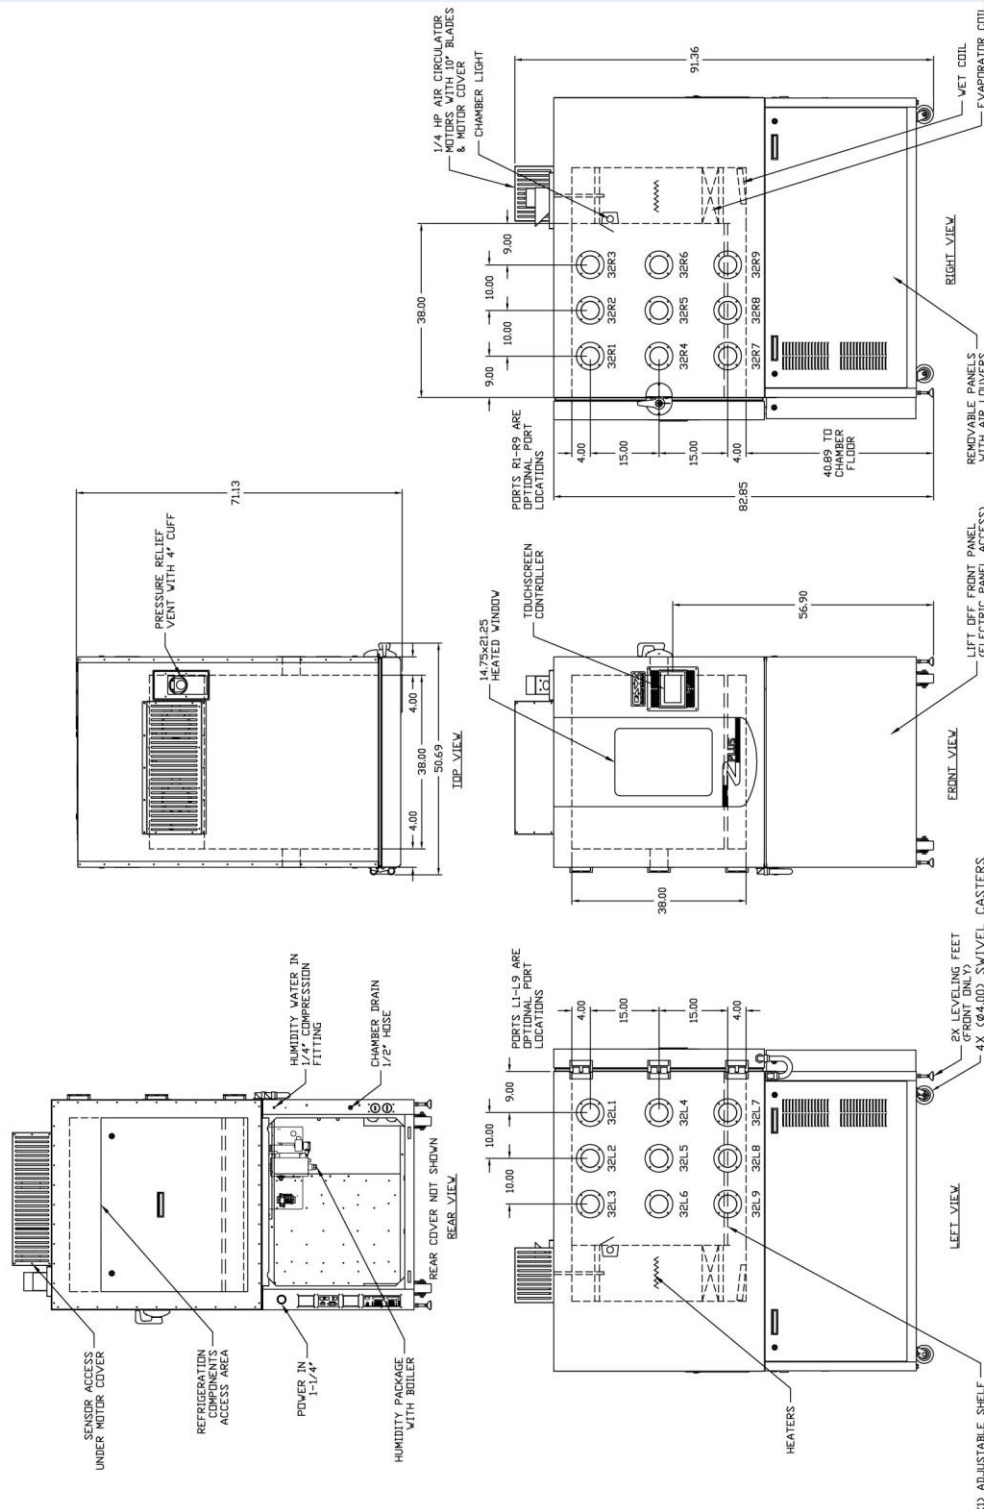 SENSOR ACCESS
UNDER MOTOR COVER
REFRIGERATION
COMPONENTS
ACCESS AREA
POWER IN
1-1/4"
HUMIDITY PACKAGE
WITH BOILER
HUMIDITY WATER IN
1/4" COMPRESSION
FITTING
CHAMBER DRAIN
1/2" HOSE
REAR COVER NOT SHOWN
REAR VIEW
PRESSURE RELIEF
VENT WITH 4" CUFF
71.13
4.00
38.00
4.00
50.69
TOP VIEW
HEATERS
10.00
10.00
9.00
PORTS L1-L9 ARE
OPTIONAL PORT
LOCATIONS
32L3
32L2
32L1
32L6
32L5
32L4
32L9
32L8
32L7
4.00
15.00
15.00
4.00
LEFT VIEW
ADJUSTABLE SHELF
2X LEVELING FEET
(FRONT ONLY)
4X (Ø4.00) SWIVEL CASTERS
14.75x21.25
HEATED WINDOW
TOUCHSCREEN
CONTROLLER
38.00
56.90
Z
PLUS
FRONT VIEW
LIFT OFF FRONT PANEL
(ELECTRIC PANEL ACCESS)
PORTS R1-R9 ARE
OPTIONAL PORT
LOCATIONS
38.00
9.00
10.00
10.00
9.00
1/4 HP AIR CIRCULATOR
MOTORS WITH 10" BLADES
& MOTOR COVER
CHAMBER LIGHT
32R1
32R2
32R3
32R4
32R5
32R6
32R7
32R8
32R9
4.00
15.00
15.00
4.00
40.89 TO
CHAMBER
FLOOR
82.85
91.36
WET COIL
EVAPORATOR COIL
RIGHT VIEW
REMOVABLE PANELS
WITH AIR LOUVERS